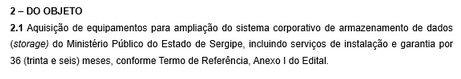 2 – DO OBJETO
2.1 Aquisição de equipamentos para ampliação do sistema corporativo de armazenamento de dados
(storage) do Ministério Público do Estado de Sergipe, incluindo serviços de instalação e garantia por
36 (trinta e seis) meses, conforme Termo de Referência, Anexo I do Edital.